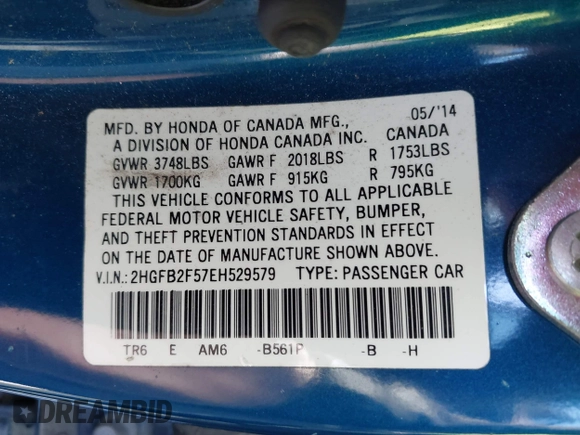 MFD. BY HONDA OF CANADA MFG., 05/'14
A DIVISION OF HONDA CANADA INC. CANADA
GVWR 3748LBS GAWR F 2018LBS R 1753LBS
GVWR 1700KG GAWR F 915KG R 795KG
THIS VEHICLE CONFORMS TO ALL APPLICABLE
FEDERAL MOTOR VEHICLE SAFETY, BUMPER,
AND THEFT PREVENTION STANDARDS IN EFFECT
ON THE DATE OF MANUFACTURE SHOWN ABOVE.
V.I.N.: 2HGFB2F57EH529579 TYPE: PASSENGER CAR
TR6 E AM6 -B561P -B -H
DREAMBID